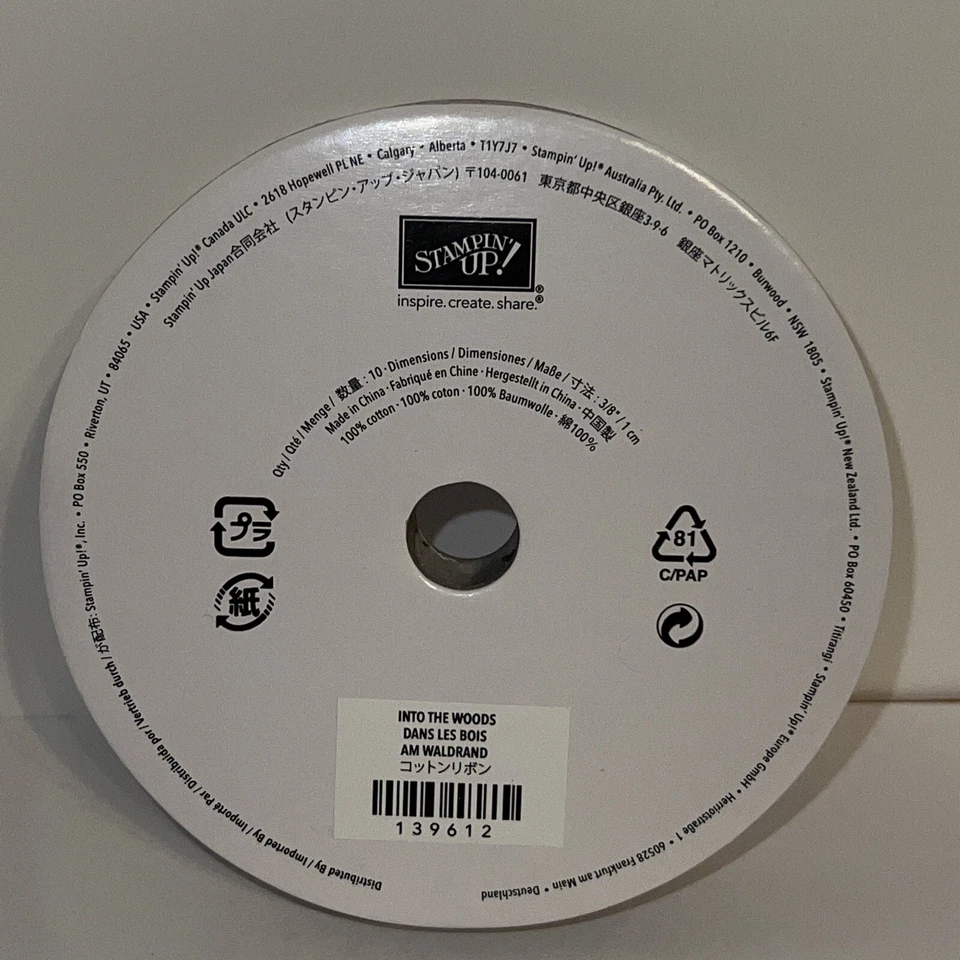 Distributed By / Imported By / Importé Par / Distribuida por / Vertrieb durch / が配布: Stampin' Up!®, Inc. • PO Box 550 • Riverton, UT • 84065 • USA • Stampin' Up!® Canada ULC • 2618 Hopewell PL NE • Calgary • Alberta • T1Y7J7 • Stampin' Up!® Australia Pty. Ltd. • PO Box 1210 • Burwood • NSW 1805 • Stampin' Up!® New Zealand Ltd. • PO Box 60450 • Titirangi • Stampin' Up!® Europe GmbH • Herriotstraße 1 • 60528 Frankfurt am Main • Deutschland
Stampin' Up Japan合同会社 (スタンピン・アップ・ジャパン) 〒104-0061 東京都中央区銀座3-9-6 銀座マトリックスビル6F
STAMPIN'
UP!®
inspire.create.share.®
Qty / Qté / Menge / 数量 : 10 · Dimensions / Dimensiones / Maße / 寸法 : 3/8" / 1 cm
Made in China · Fabriqué en Chine · Hergestellt in China · 中国製
100% cotton · 100% coton · 100% Baumwolle · 綿100%
プラ
紙
81
C/PAP
INTO THE WOODS
DANS LES BOIS
AM WALDRAND
コットンリボン
139612